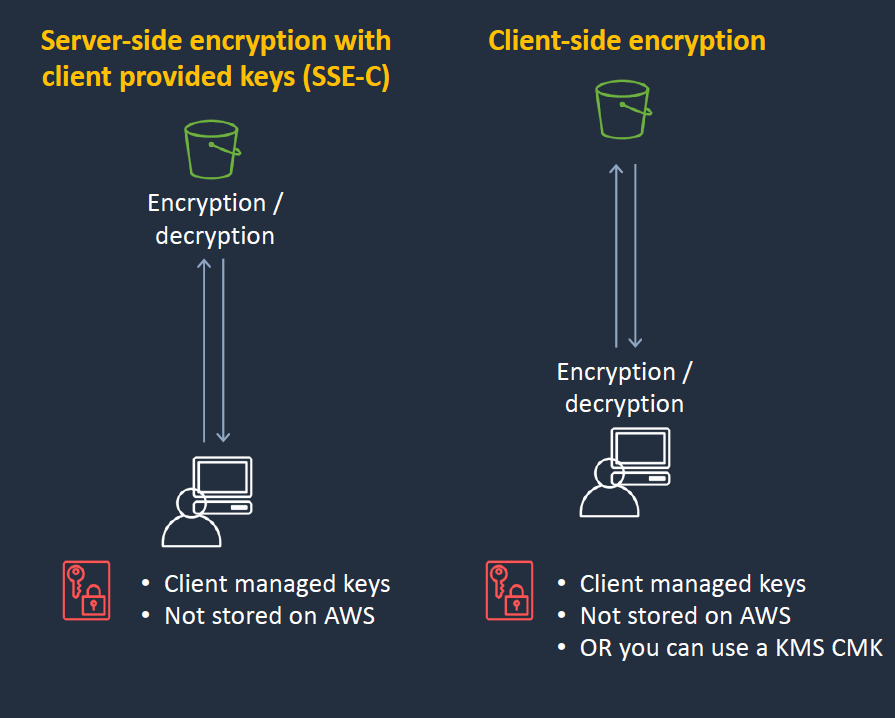 Server-side encryption with
client provided keys (SSE-C)
Encryption /
decryption
• Client managed keys
• Not stored on AWS
Client-side encryption
Encryption /
decryption
• Client managed keys
• Not stored on AWS
• OR you can use a KMS CMK